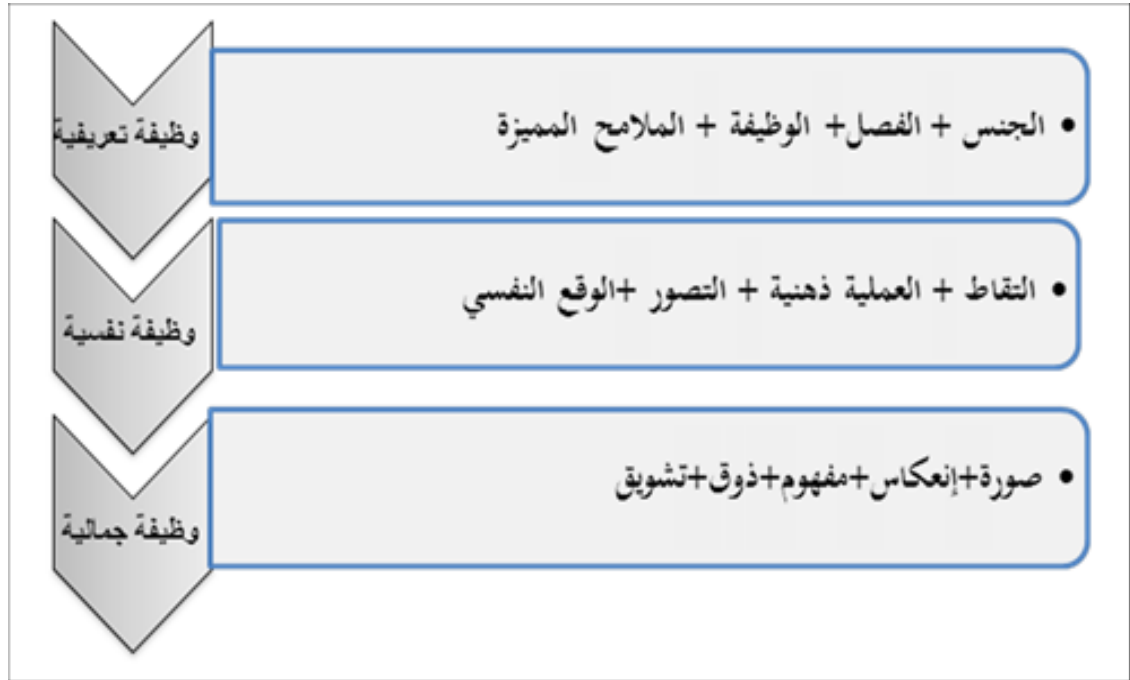 وظيفة تعريفية
• الجنس + الفصل+ الوظيفة + الملامح المميزة
وظيفة نفسية
• التقاط + العملية ذهنية + التصور +الوقع النفسي
وظيفة جمالية
• صورة+إنعكاس+مفهوم+ذوق+تشويق